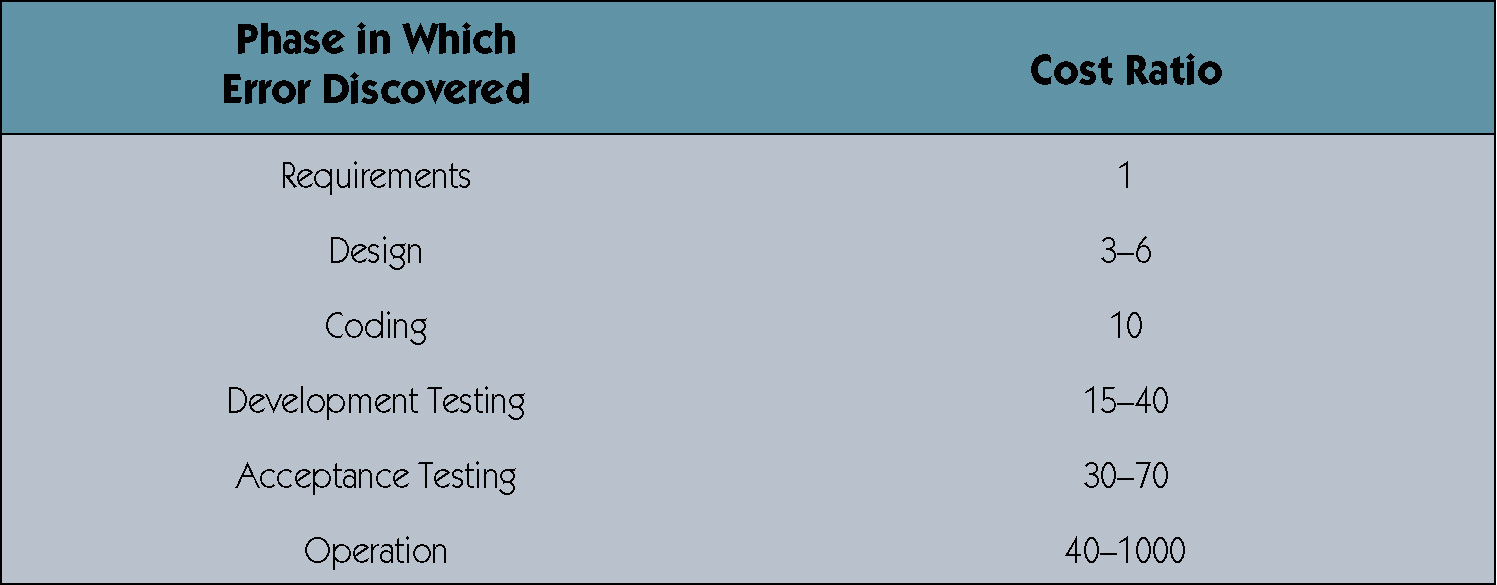 Phase in Which
Error Discovered
Cost Ratio
Requirements 1
Design 3–6
Coding 10
Development Testing 15–40
Acceptance Testing 30–70
Operation 40–1000